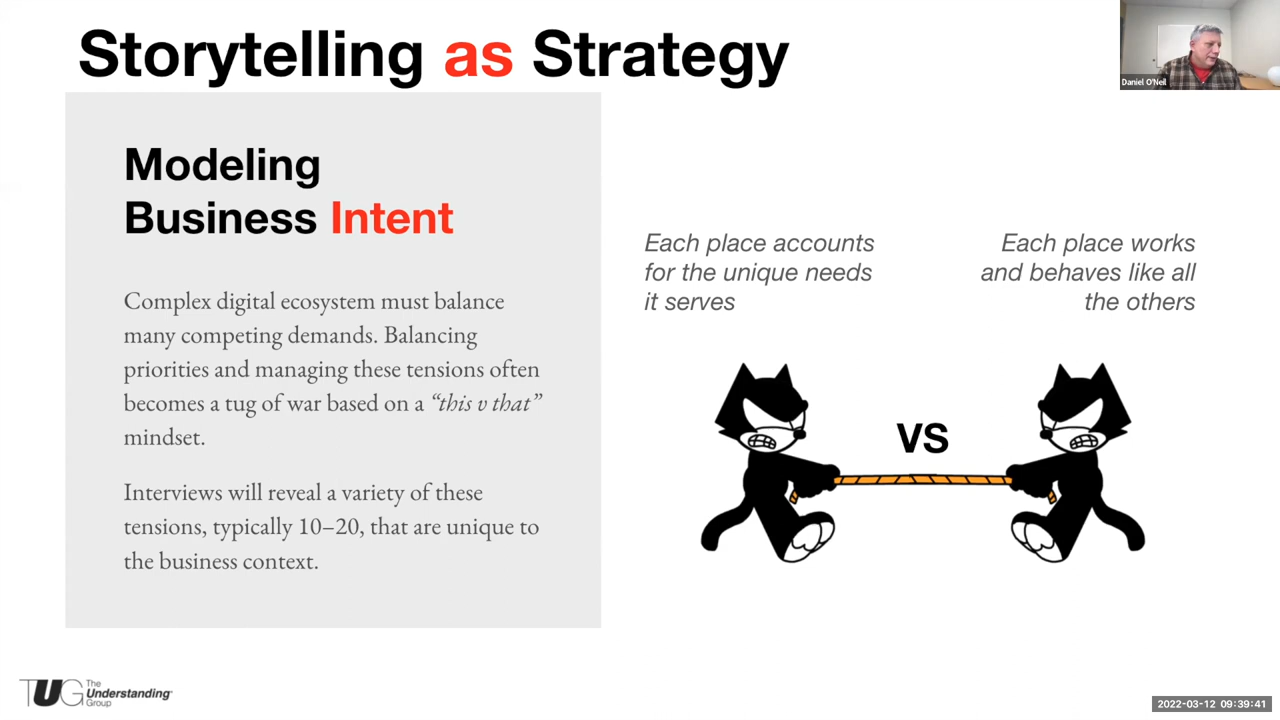 Storytelling as Strategy
Daniel O'Neil
Modeling
Business Intent
Complex digital ecosystem must balance
many competing demands. Balancing
priorities and managing these tensions often
becomes a tug of war based on a “this v that”
mindset.
Interviews will reveal a variety of these
tensions, typically 10–20, that are unique to
the business context.
Each place accounts
for the unique needs
it serves
Each place works
and behaves like all
the others
VS
TUG The
Understanding
Group
2022-03-12 09:39:41